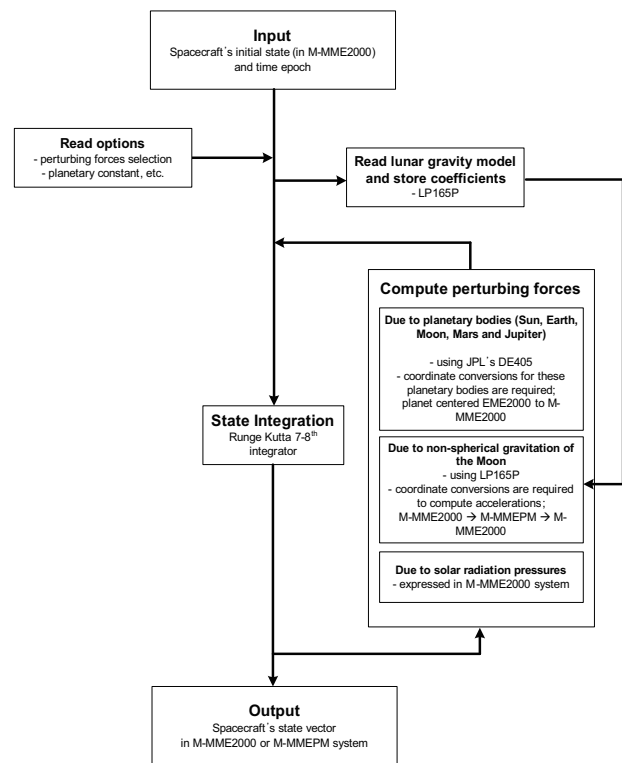 Input
Spacecraft´s initial state (in M-MME2000)
and time epoch
Read options
- perturbing forces selection
- planetary constant, etc.
Read lunar gravity model
and store coefficients
- LP165P
Compute perturbing forces
Due to planetary bodies (Sun, Earth,
Moon, Mars and Jupiter)
- using JPL´s DE405
- coordinate conversions for these
planetary bodies are required;
planet centered EME2000 to M-
MME2000
State Integration
Runge Kutta 7-8th
integrator
Due to non-spherical gravitation of
the Moon
- using LP165P
- coordinate conversions are required
to compute accelerations;
M-MME2000 → M-MMEPM → M-
MME2000
Due to solar radiation pressures
- expressed in M-MME2000 system
Output
Spacecraft´s state vector
in M-MME2000 or M-MMEPM system